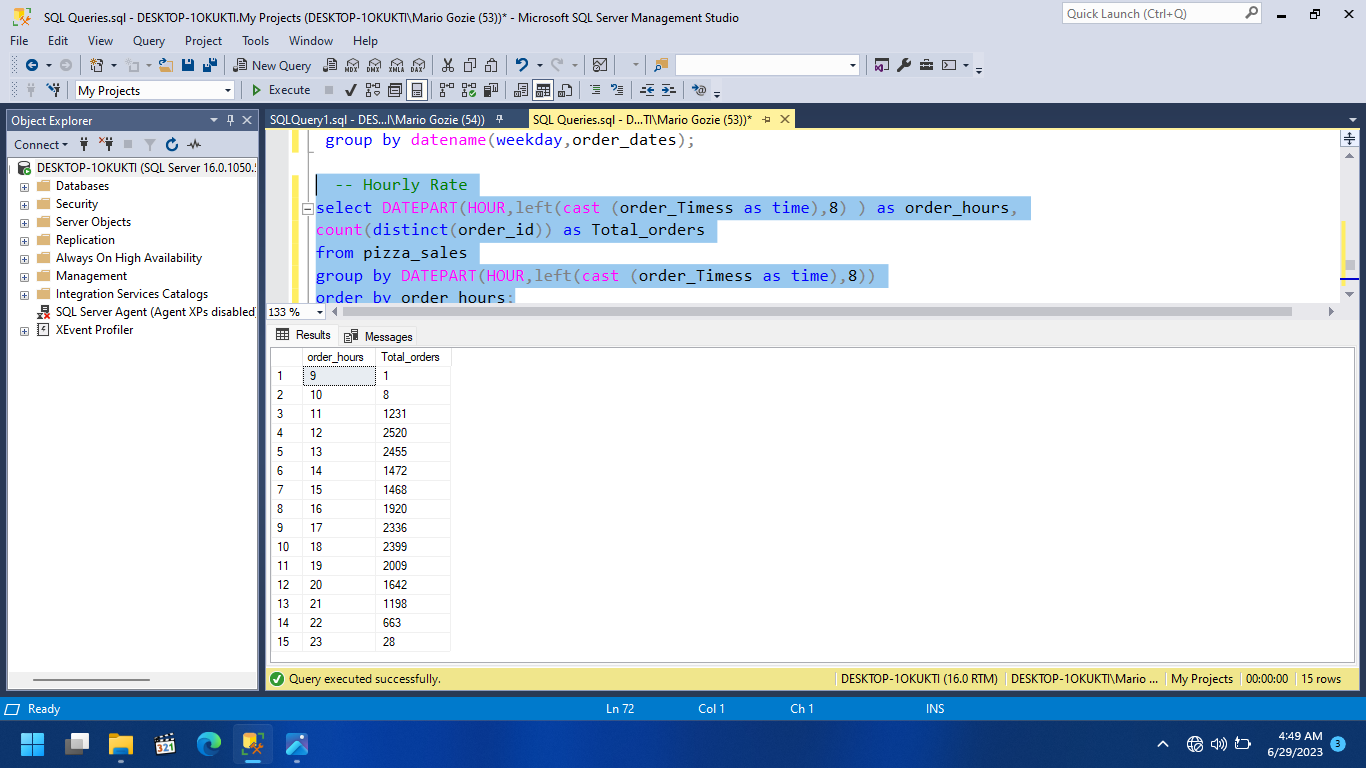 SQL Queries.sql - DESKTOP-1OKUKTI.My Projects (DESKTOP-1OKUKTI\Mario Gozie (53))* - Microsoft SQL Server Management Studio
Quick Launch (Ctrl+Q)
File Edit View Query Project Tools Window Help
New Query MDX DMX XMLA DAX
My Projects Execute
Object Explorer
SQLQuery1.sql - DES...I\Mario Gozie (54)) SQL Queries.sql - D...TI\Mario Gozie (53))*
Connect
DESKTOP-1OKUKTI (SQL Server 16.0.1050.5
Databases
Security
Server Objects
Replication
Always On High Availability
Management
Integration Services Catalogs
SQL Server Agent (Agent XPs disabled)
XEvent Profiler
group by datename(weekday,order_dates);
-- Hourly Rate
select DATEPART(HOUR,left(cast (order_Timess as time),8) ) as order_hours,
count(distinct(order_id)) as Total_orders
from pizza_sales
group by DATEPART(HOUR,left(cast (order_Timess as time),8))
order by order_hours;
133 %
Results Messages
order_hours Total_orders
1 9 1
2 10 8
3 11 1231
4 12 2520
5 13 2455
6 14 1472
7 15 1468
8 16 1920
9 17 2336
10 18 2399
11 19 2009
12 20 1642
13 21 1198
14 22 663
15 23 28
Query executed successfully. DESKTOP-1OKUKTI (16.0 RTM) DESKTOP-1OKUKTI\Mario ... My Projects 00:00:00 15 rows
Ready Ln 72 Col 1 Ch 1 INS
321
4:49 AM
6/29/2023 3